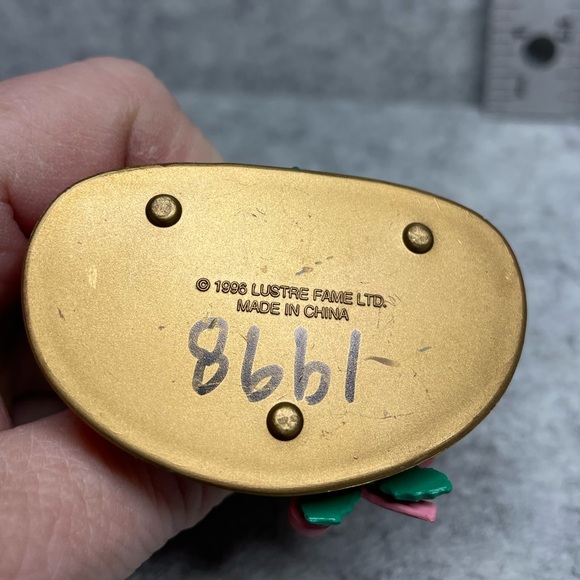 © 1996 LUSTRE FAME LTD.
MADE IN CHINA
1998